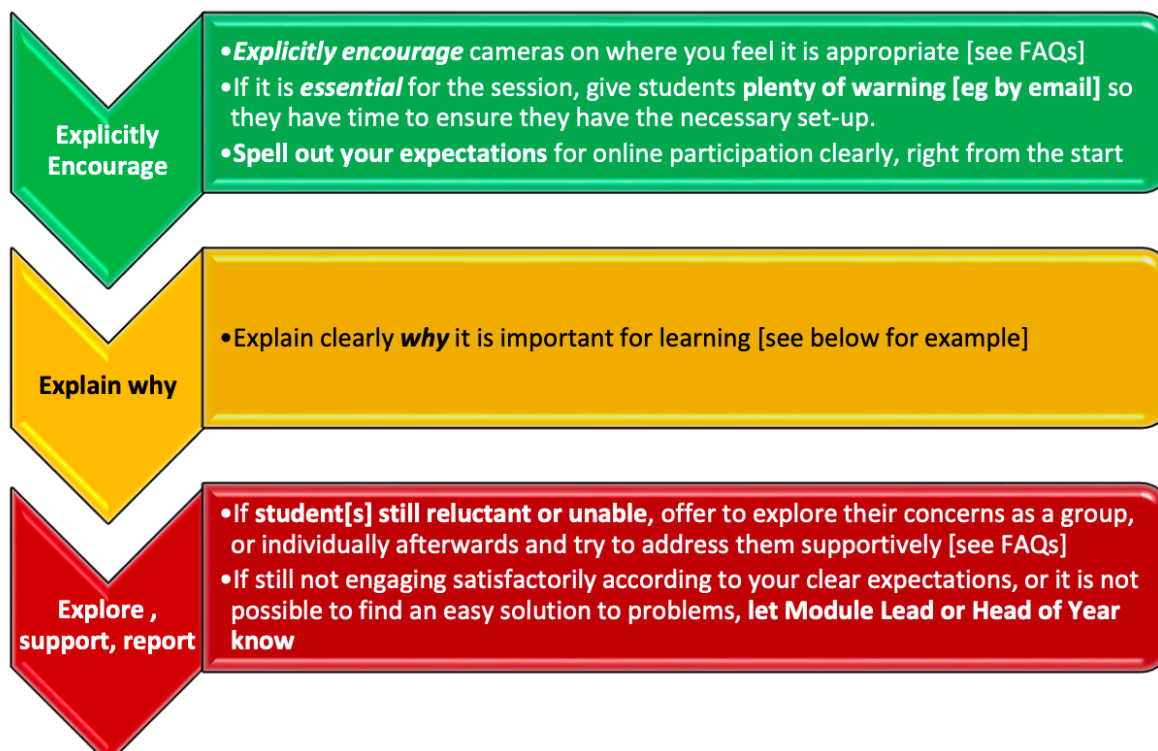 Explicitly
Encourage
•Explicitly encourage cameras on where you feel it is appropriate [see FAQs]
•If it is essential for the session, give students plenty of warning [eg by email] so
they have time to ensure they have the necessary set-up.
•Spell out your expectations for online participation clearly, right from the start
Explain why
•Explain clearly why it is important for learning [see below for example]
Explore ,
support, report
•If student[s] still reluctant or unable, offer to explore their concerns as a group,
or individually afterwards and try to address them supportively [see FAQs]
•If still not engaging satisfactorily according to your clear expectations, or it is not
possible to find an easy solution to problems, let Module Lead or Head of Year
know